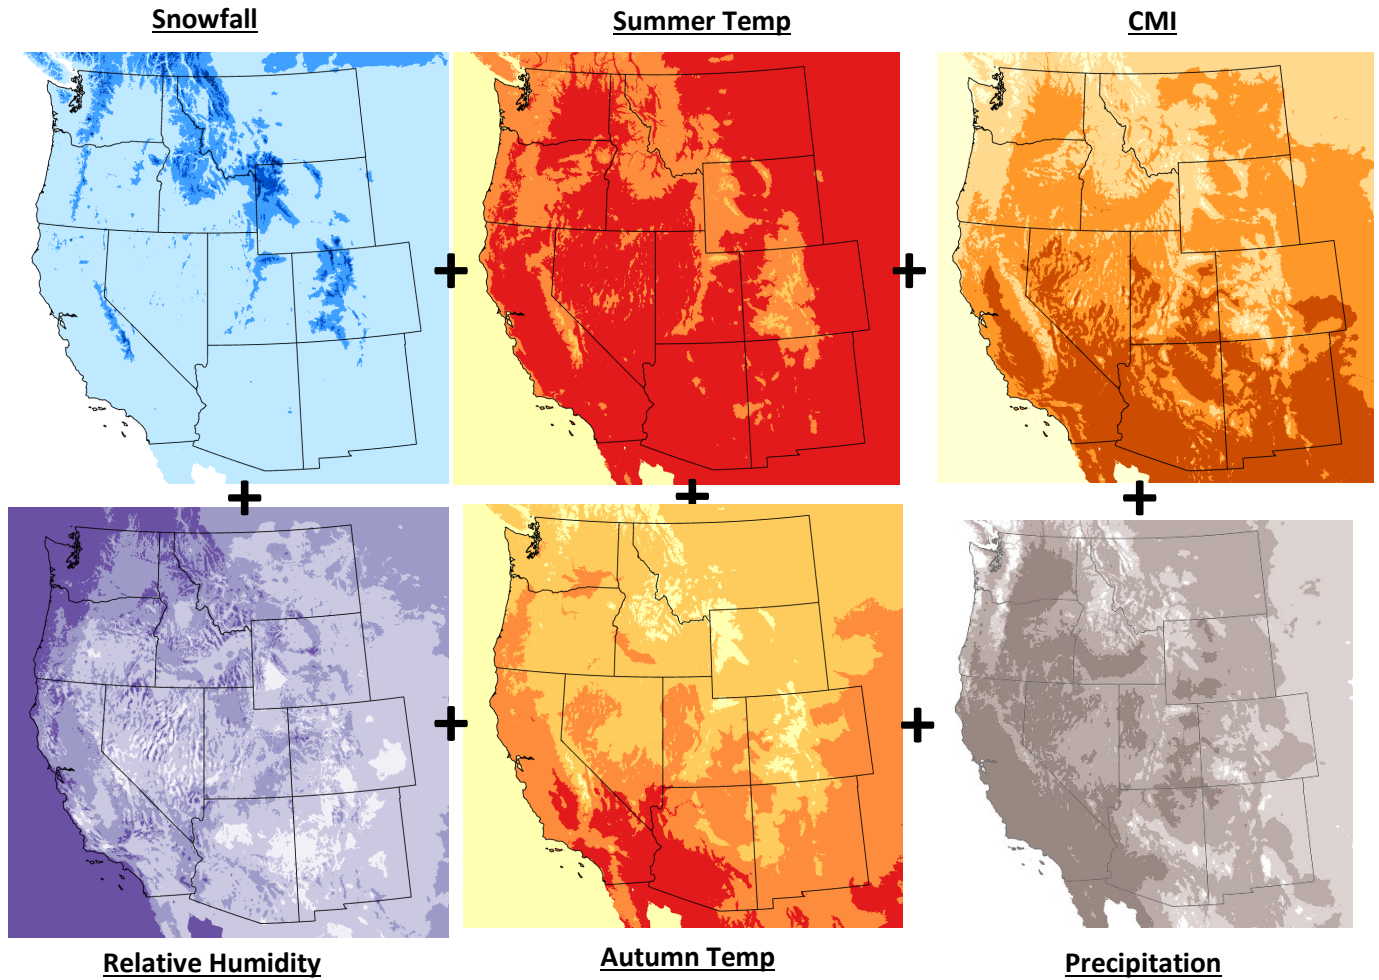 Snowfall
Summer Temp
CMI
Relative Humidity
Autumn Temp
Precipitation